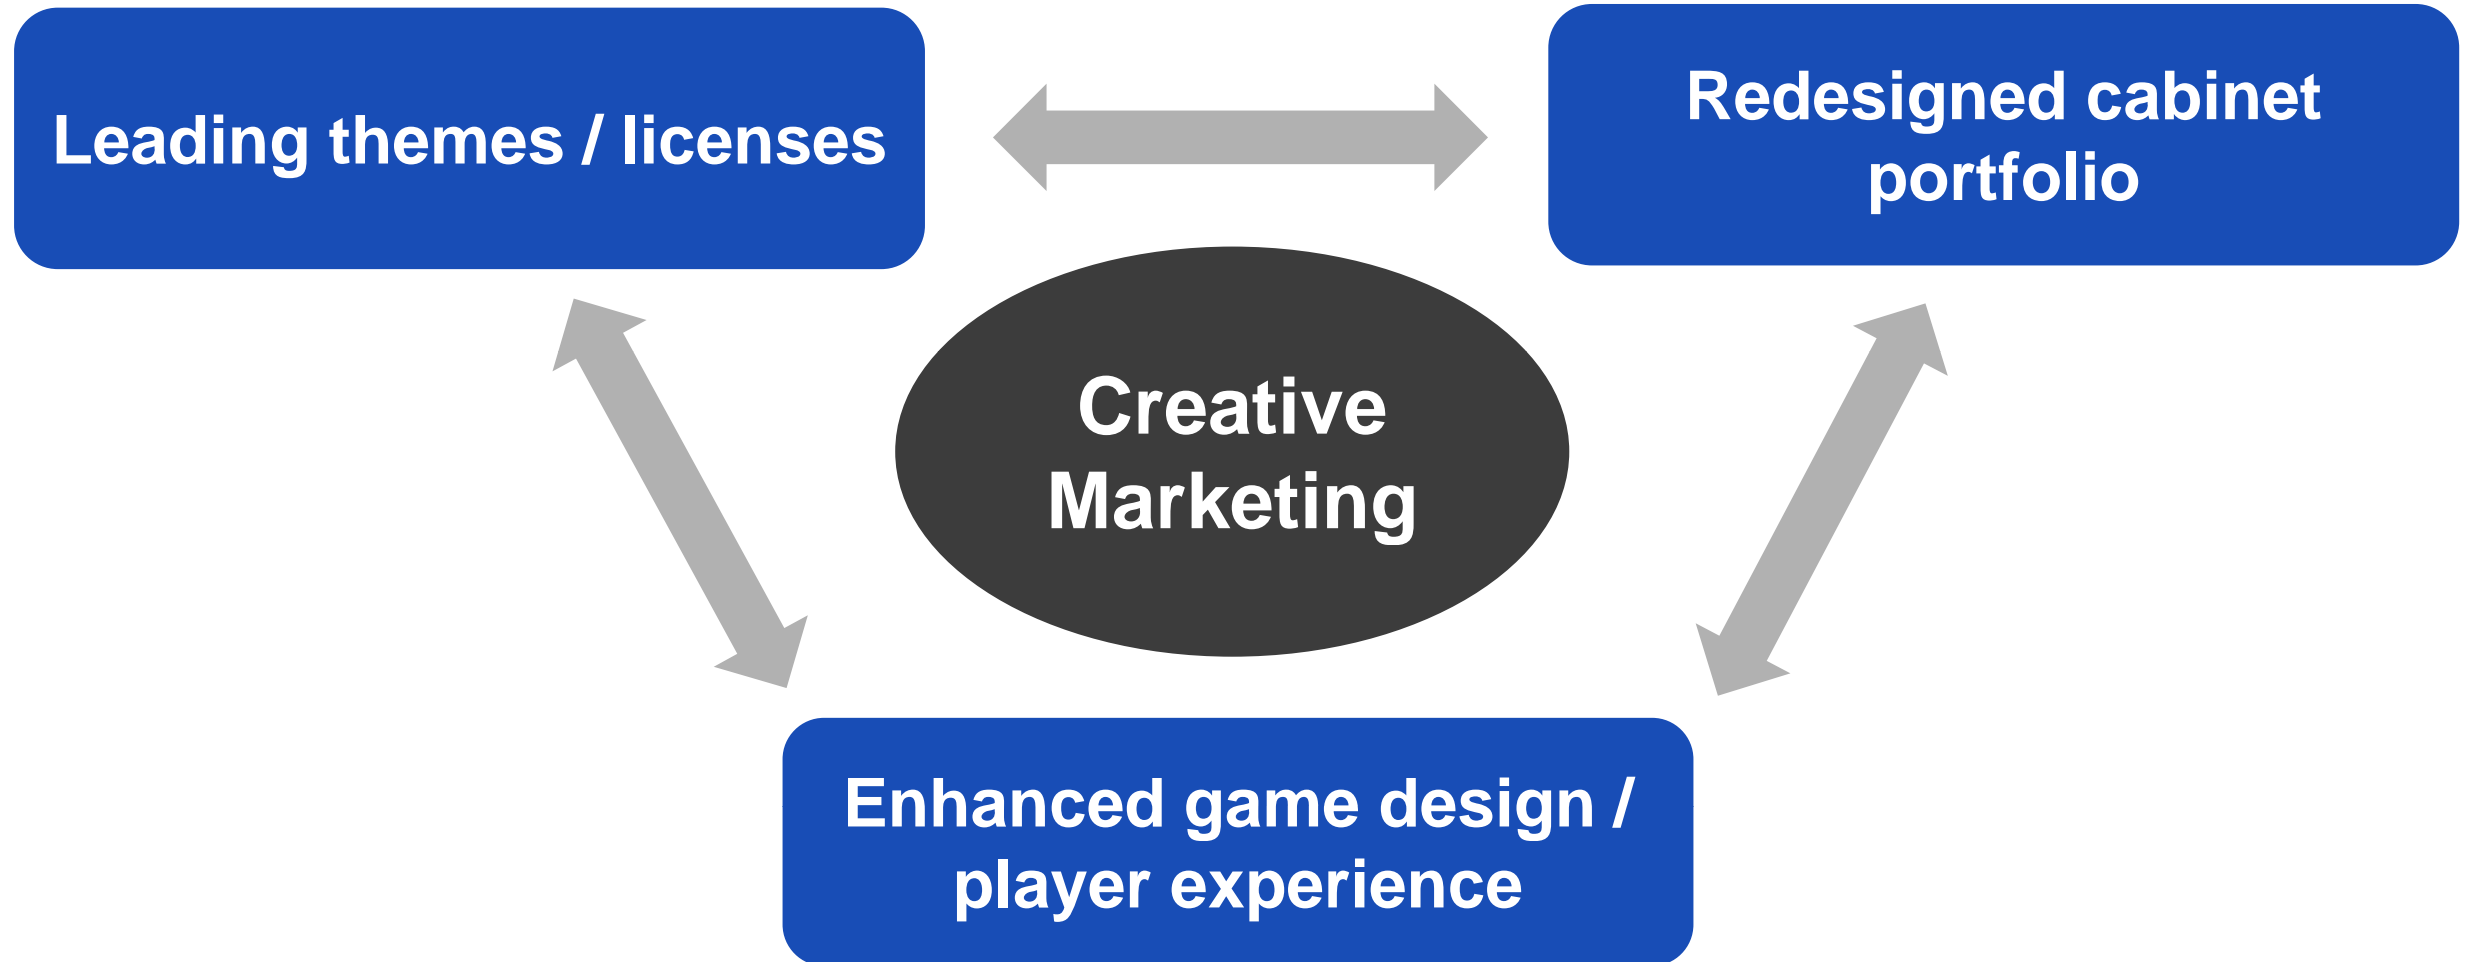 Leading themes / licenses
Redesigned cabinet
portfolio
Creative
Marketing
Enhanced game design /
player experience